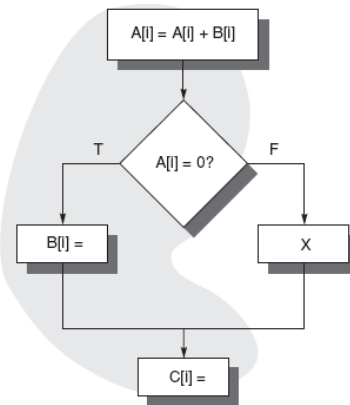 A[i] = A[i] + B[i]
T
A[i] = 0?
F
B[i] =
X
C[i] =